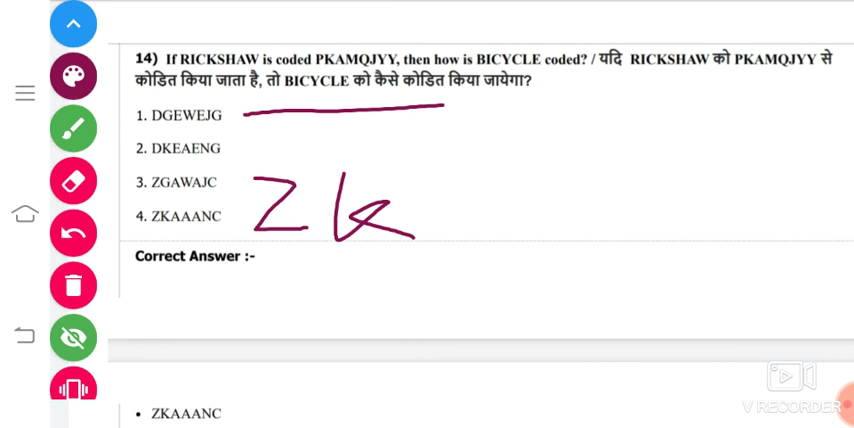 14) If RICKSHAW is coded PKAMQJYY, then how is BICYCLE coded? / यदि RICKSHAW को PKAMQJYY से
कोडित किया जाता है, तो BICYCLE को कैसे कोडित किया जायेगा?
1. DGEWEJG
2. DKEAENG
3. ZGAWAJC
4. ZKAAANC
Z K
Correct Answer :-
• ZKAAANC
V RECORDER